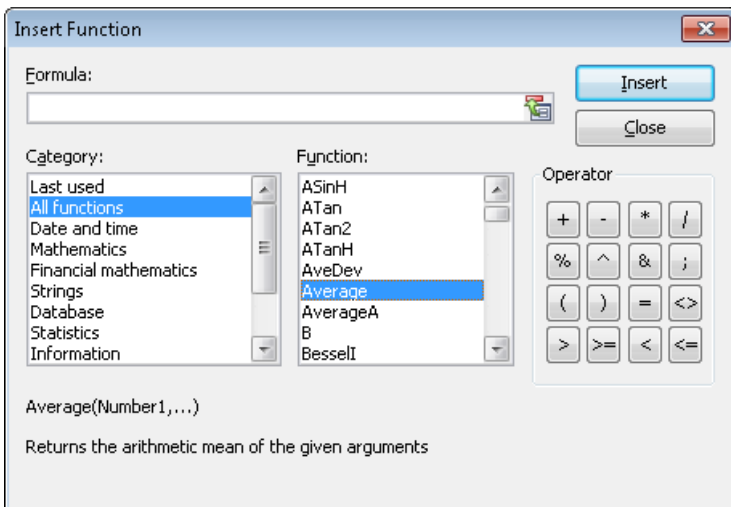 Insert Function
Formula:
Insert
Close
Category:
Last used
All functions
Date and time
Mathematics
Financial mathematics
Strings
Database
Statistics
Information
Function:
ASinH
ATan
ATan2
ATanH
AveDev
Average
AverageA
B
BesselI
Operator
+ - * /
% ^ & ;
( ) = <>
> >= < <=
Average(Number1,...)
Returns the arithmetic mean of the given arguments